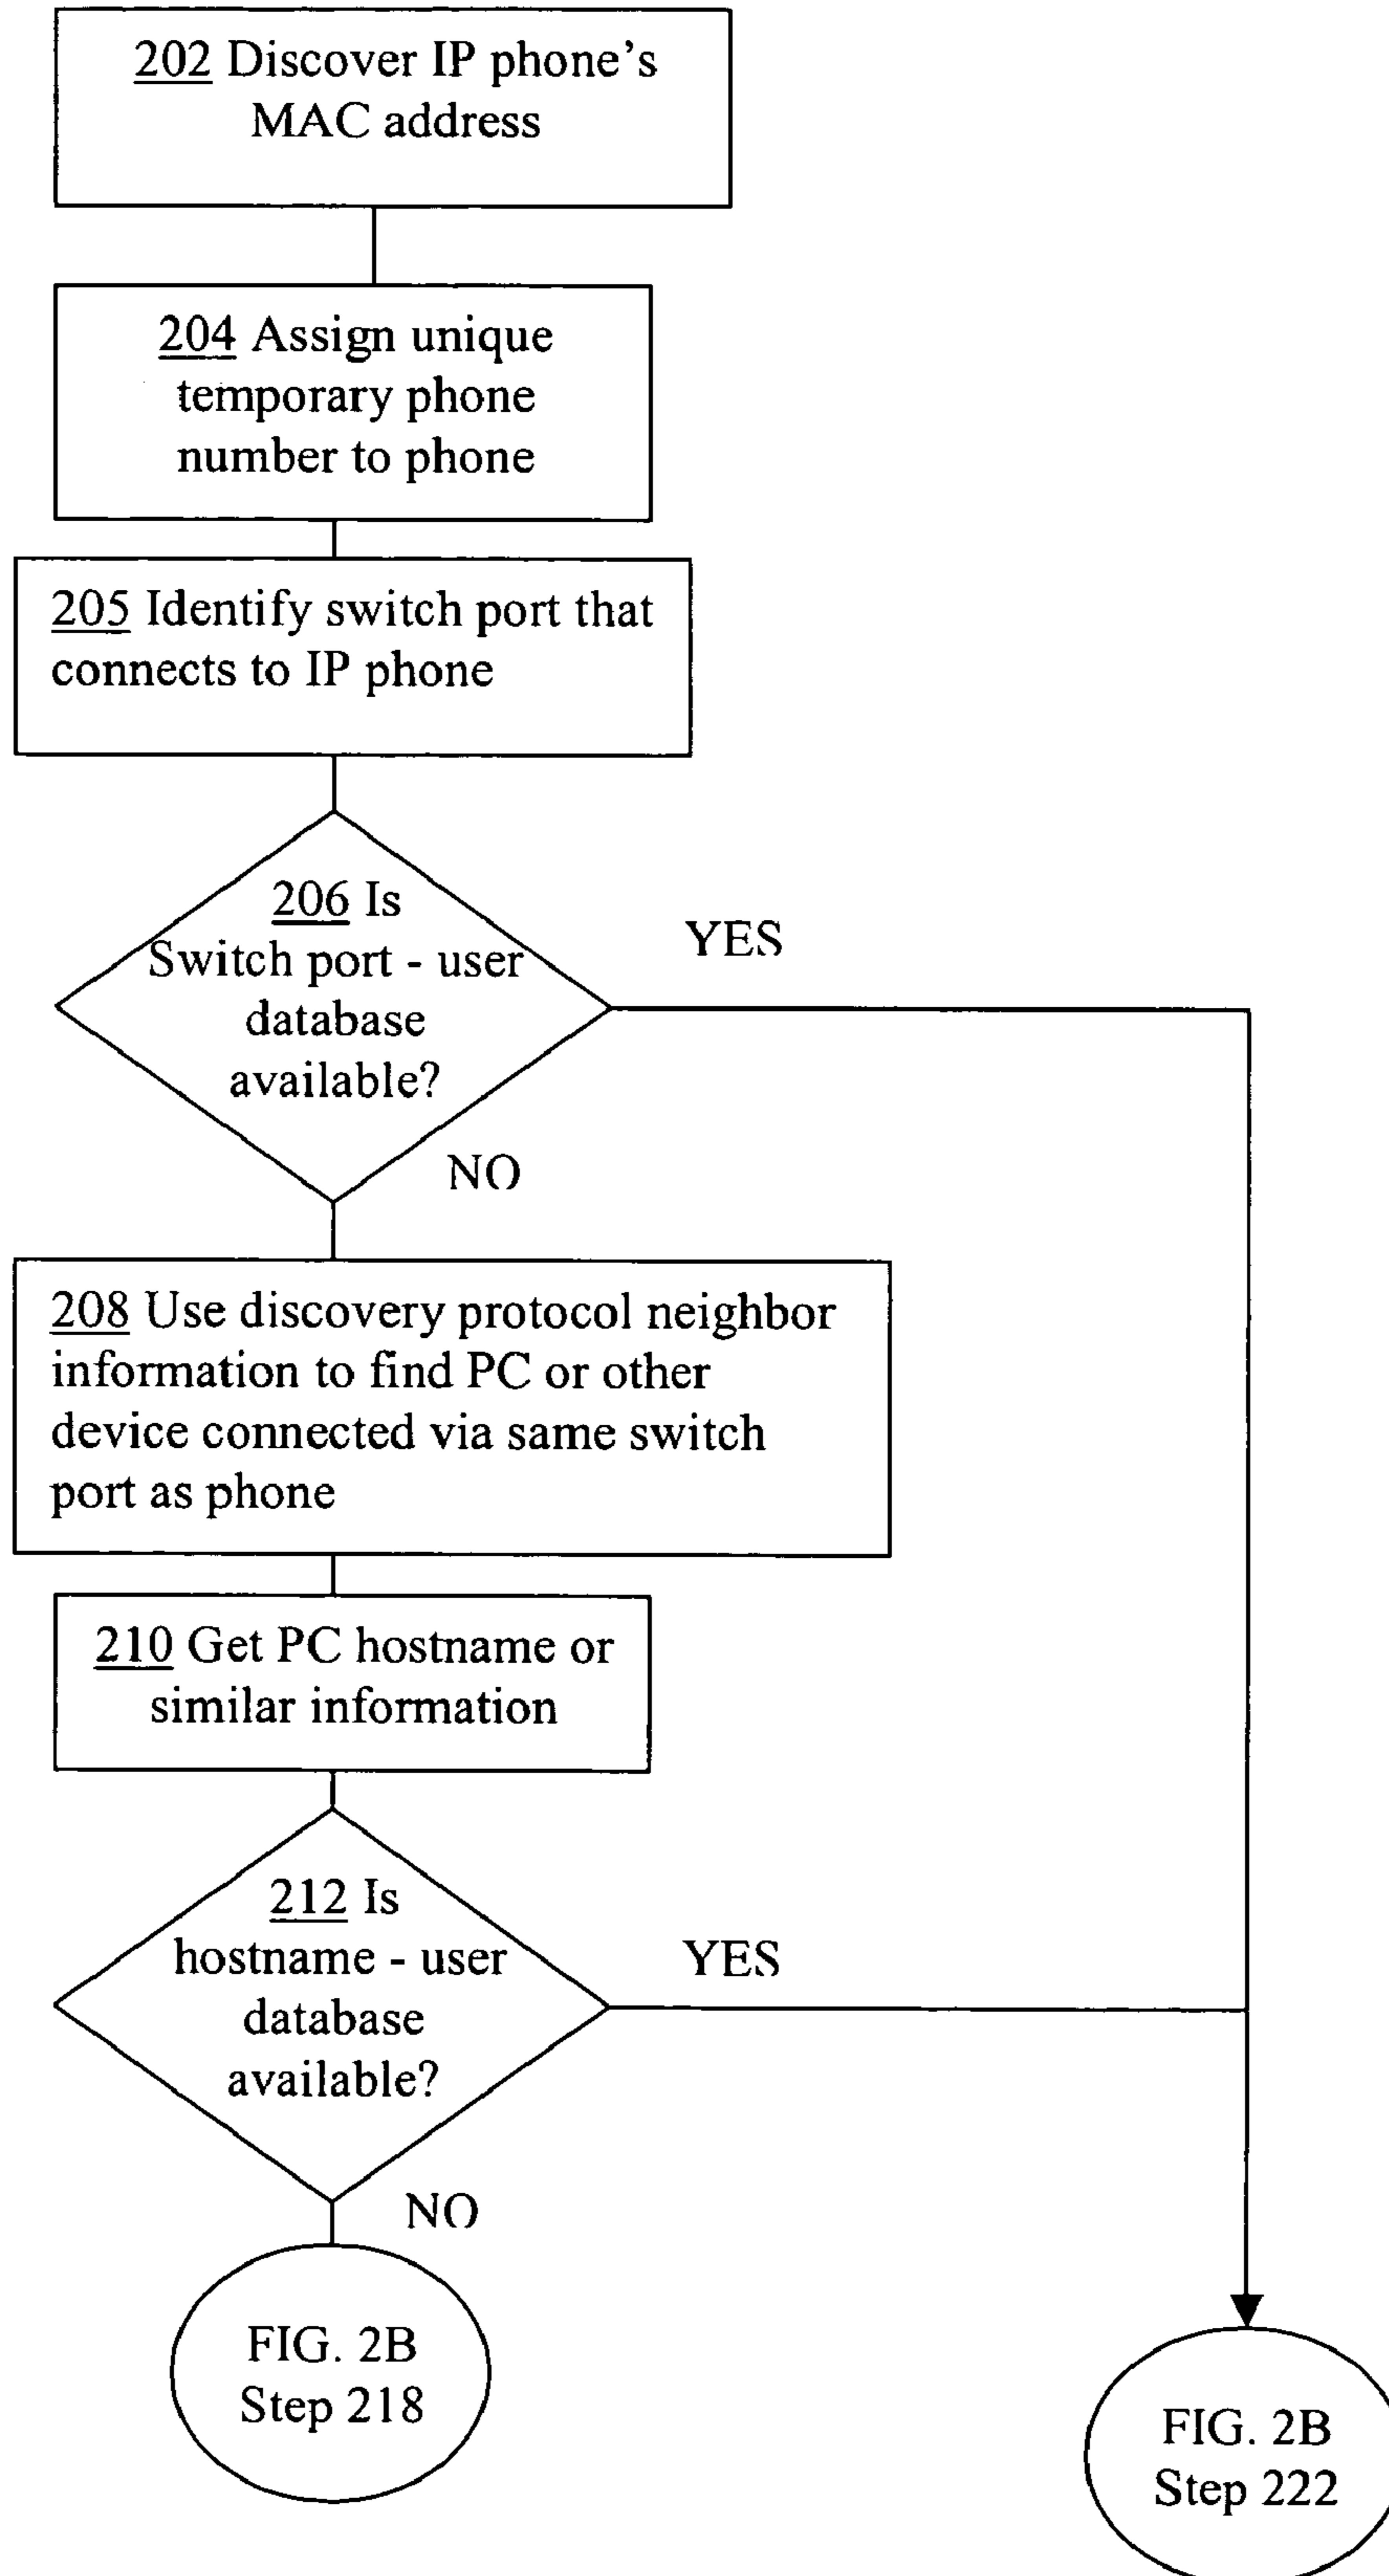 202 Discover IP phone's
MAC address
204 Assign unique
temporary phone
number to phone
205 Identify switch port that
connects to IP phone
206 Is
Switch port - user
database
available?
YES
NO
208 Use discovery protocol neighbor
information to find PC or other
device connected via same switch
port as phone
210 Get PC hostname or
similar information
212 Is
hostname - user
database
available?
YES
NO
FIG. 2B
Step 218
FIG. 2B
Step 222